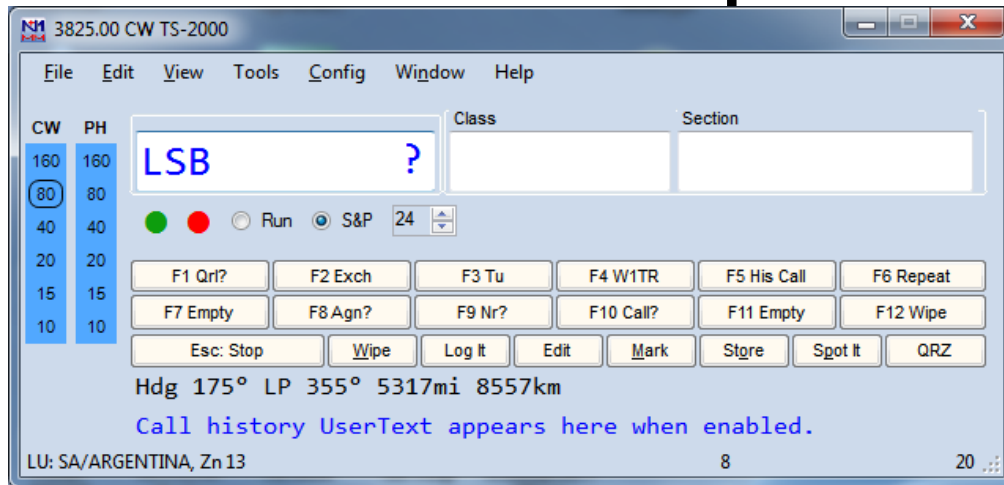 3825.00 CW TS-2000
File Edit View Tools Config Window Help
CW PH Class Section
160 160 LSB ?
80 80
40 40 Run S&P 24
20 20 F1 Qrl? F2 Exch F3 Tu F4 W1TR F5 His Call F6 Repeat
15 15 F7 Empty F8 Agn? F9 Nr? F10 Call? F11 Empty F12 Wipe
10 10
Esc: Stop Wipe Log It Edit Mark Store Spot It QRZ
Hdg 175° LP 355° 5317mi 8557km
Call history UserText appears here when enabled.
LU: SA/ARGENTINA, Zn 13 8 20